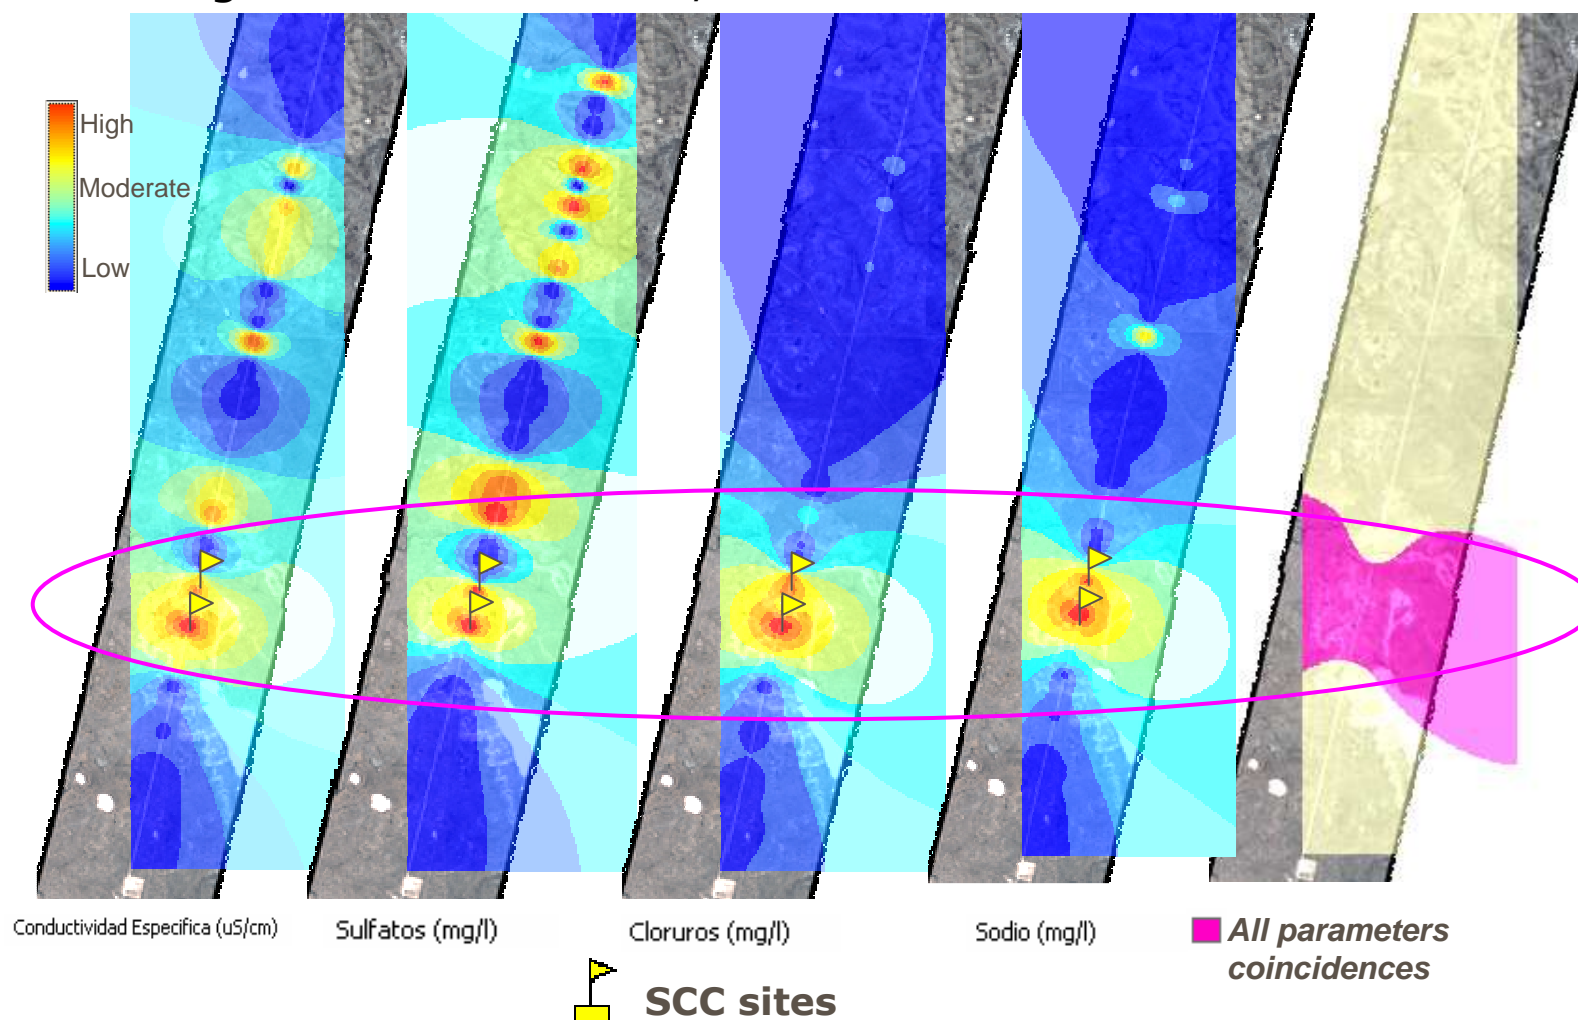 High
Moderate
Low
Conductividad Especifica (uS/cm)
Sulfatos (mg/l)
Cloruros (mg/l)
Sodio (mg/l)
All parameters
coincidences
SCC sites